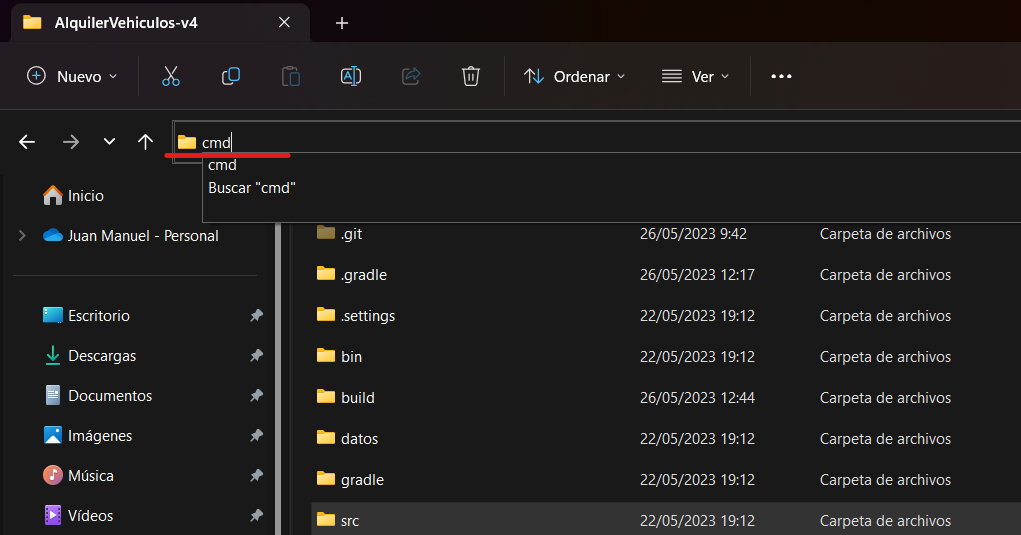 AlquilerVehiculos-v4
Nuevo
Ordenar
Ver
cmd
cmd
Buscar "cmd"
Inicio
Juan Manuel - Personal
Escritorio
Descargas
Documentos
Imágenes
Música
Vídeos
.git 26/05/2023 9:42 Carpeta de archivos
.gradle 26/05/2023 12:17 Carpeta de archivos
.settings 22/05/2023 19:12 Carpeta de archivos
bin 22/05/2023 19:12 Carpeta de archivos
build 26/05/2023 12:44 Carpeta de archivos
datos 22/05/2023 19:12 Carpeta de archivos
gradle 22/05/2023 19:12 Carpeta de archivos
src 22/05/2023 19:12 Carpeta de archivos